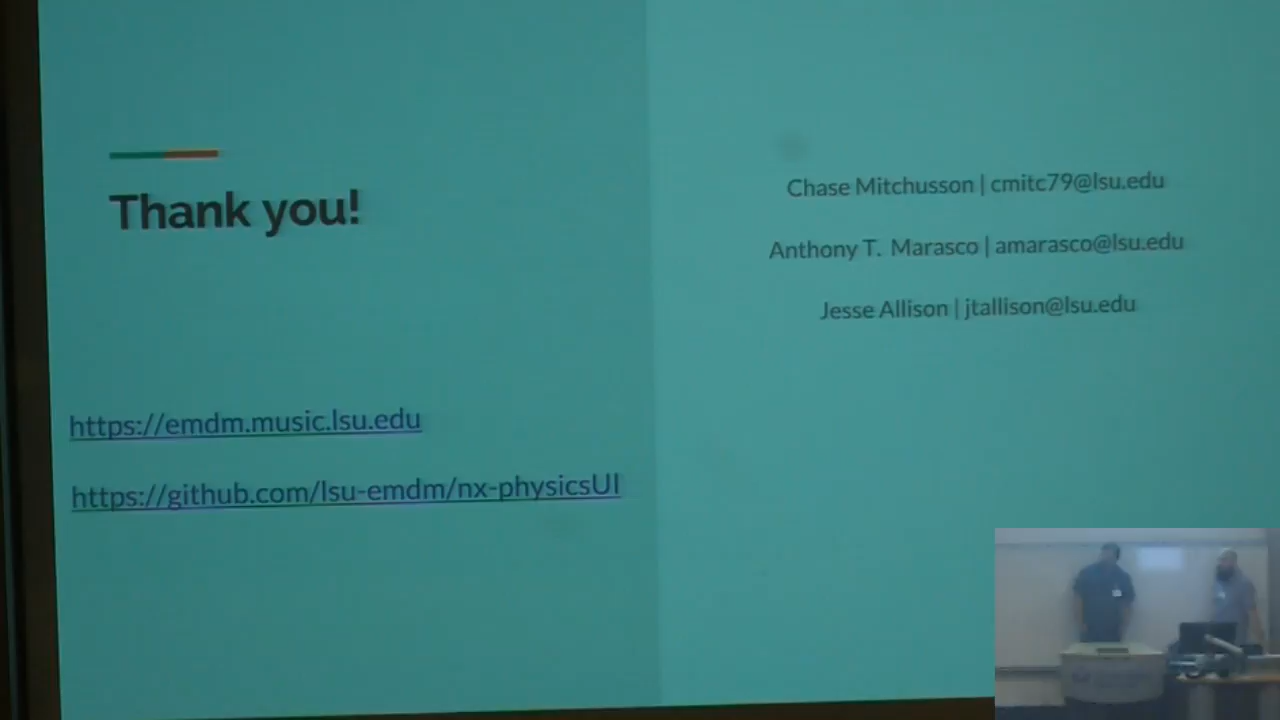 Thank you!
https://emdm.music.lsu.edu
https://github.com/lsu-emdm/nx-physicsUI
Chase Mitchusson | cmitc79@lsu.edu
Anthony T. Marasco | amarasco@lsu.edu
Jesse Allison | jtallison@lsu.edu